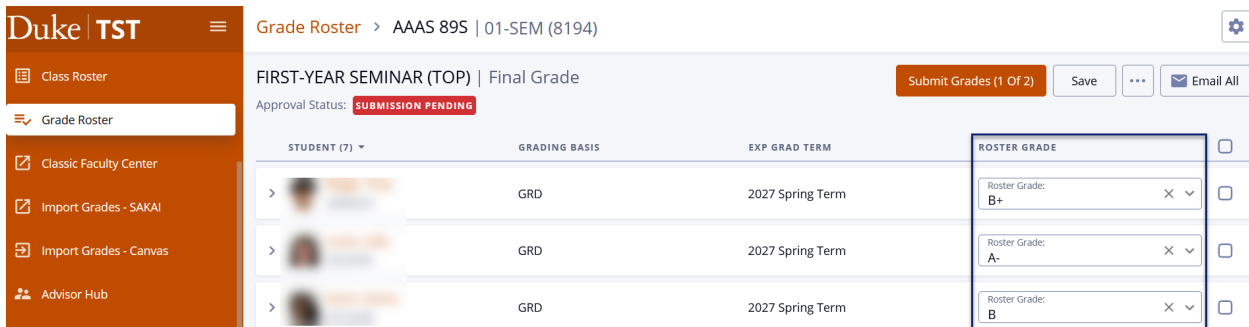 Duke TST
Class Roster
Grade Roster
Classic Faculty Center
Import Grades - SAKAI
Import Grades - Canvas
Advisor Hub
Grade Roster > AAAS 89S | 01-SEM (8194)
FIRST-YEAR SEMINAR (TOP) | Final Grade
Approval Status: SUBMISSION PENDING
Submit Grades (1 Of 2) Save ... Email All
STUDENT (7) GRADING BASIS EXP GRAD TERM ROSTER GRADE
Roster Grade:
GRD 2027 Spring Term B+
Roster Grade:
GRD 2027 Spring Term A-
Roster Grade:
GRD 2027 Spring Term B